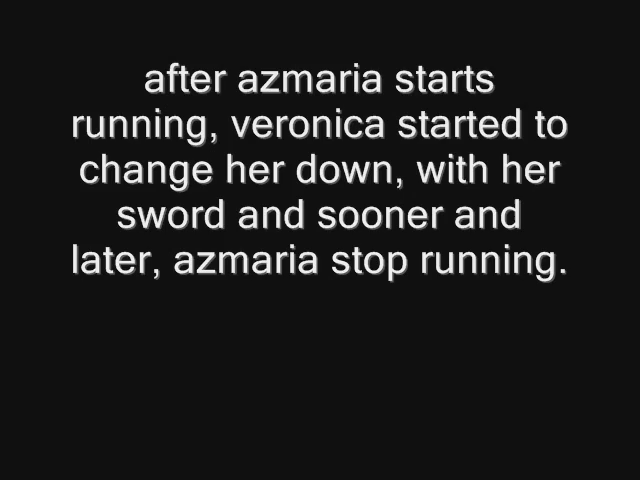 after azmaria starts
running, veronica started to
change her down, with her
sword and sooner and
later, azmaria stop running.